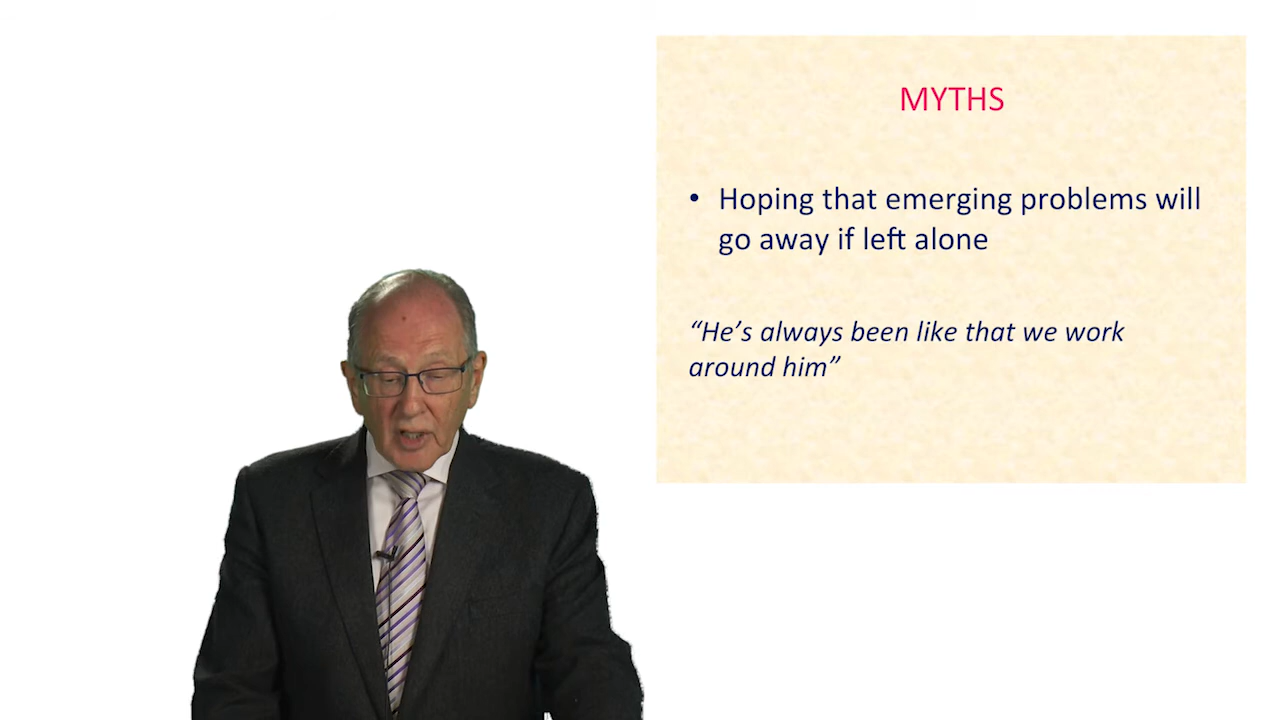 MYTHS
• Hoping that emerging problems will
go away if left alone
“He’s always been like that we work
around him”